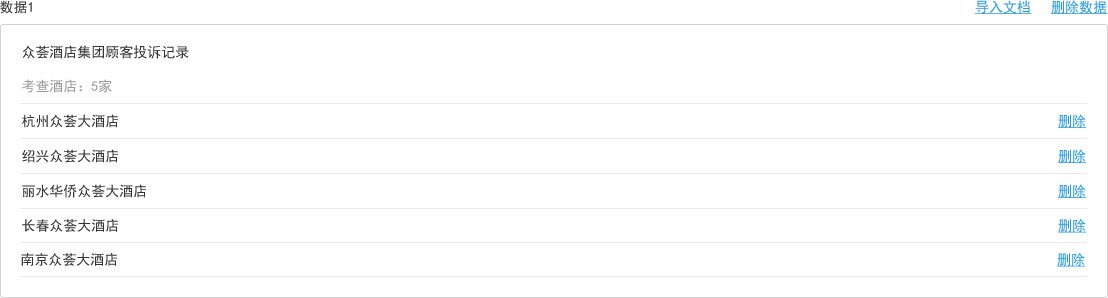 数据1 导入文档 删除数据
众荟酒店集团顾客投诉记录
考查酒店：5家
杭州众荟大酒店 删除
绍兴众荟大酒店 删除
丽水华侨众荟大酒店 删除
长春众荟大酒店 删除
南京众荟大酒店 删除